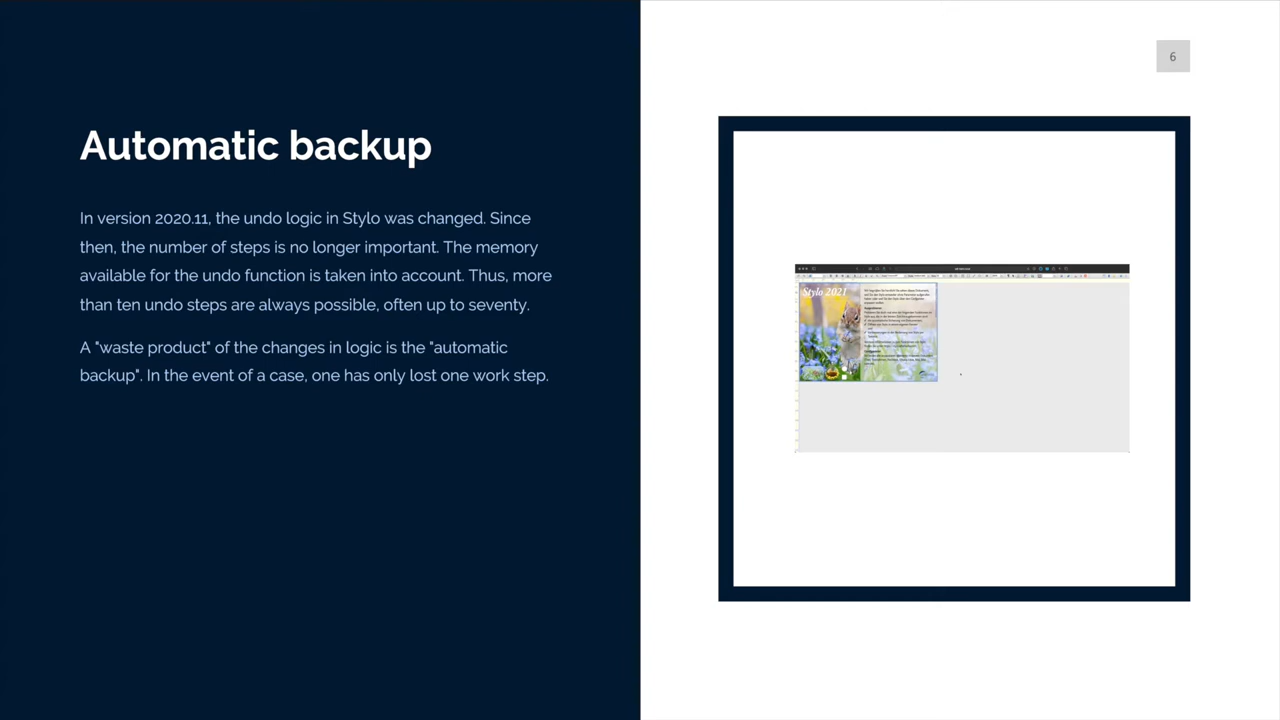 6
Automatic backup
In version 2020.11, the undo logic in Stylo was changed. Since
then, the number of steps is no longer important. The memory
available for the undo function is taken into account. Thus, more
than ten undo steps are always possible, often up to seventy.
A "waste product" of the changes in logic is the "automatic
backup". In the event of a case, one has only lost one work step.
Stylo 2021